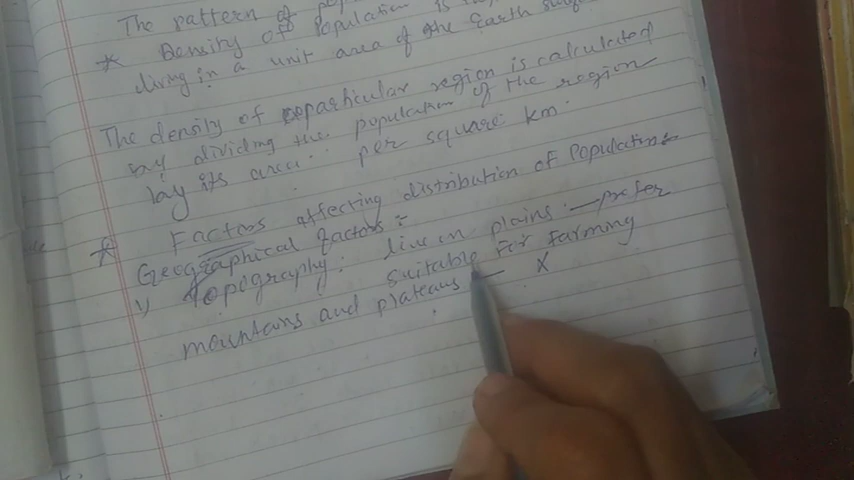 The pattern of
* Density of Population is
living in a unit area of the Earth
The density of particular region is calculated
by dividing the population of the region
by its area. per square km.
* Factors affecting distribution of Population
Geographical factors:
1) Topography: live in plains. — prefer
suitable for farming
mountains and plateaus — X